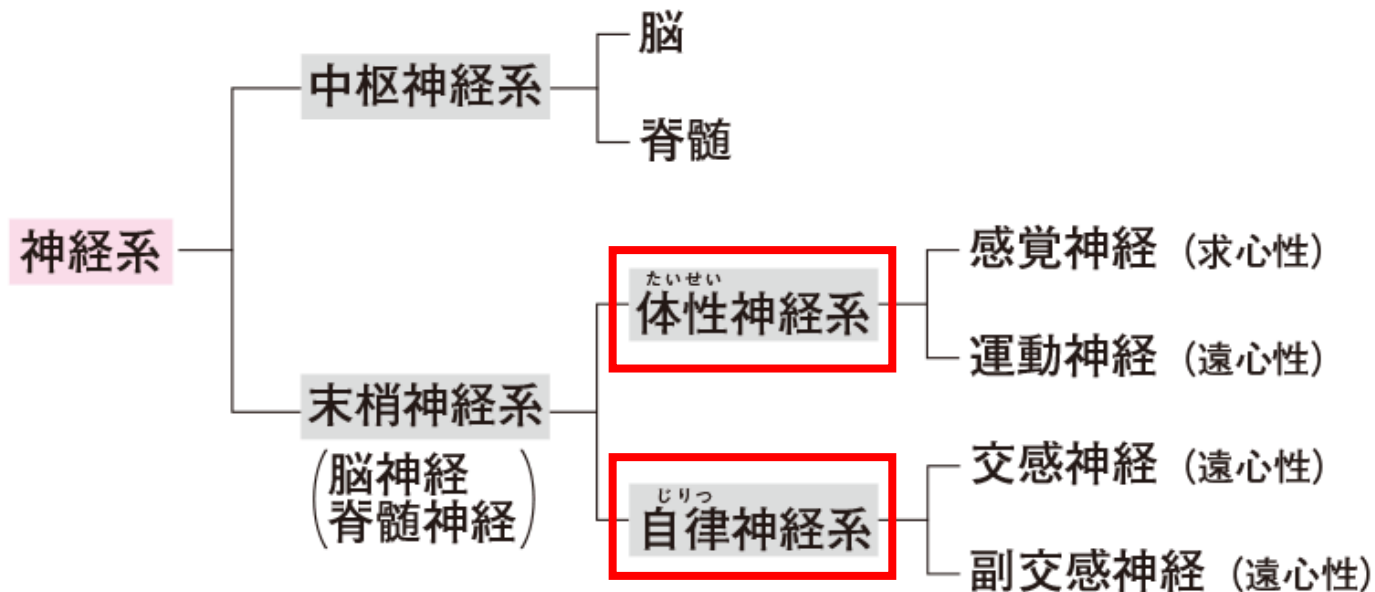 脳
中枢神経系
脊髄
神経系
感覚神経（求心性）
たいせい
体性神経系
運動神経（遠心性）
末梢神経系
（脳神経
脊髄神経）
交感神経（遠心性）
じりつ
自律神経系
副交感神経（遠心性）